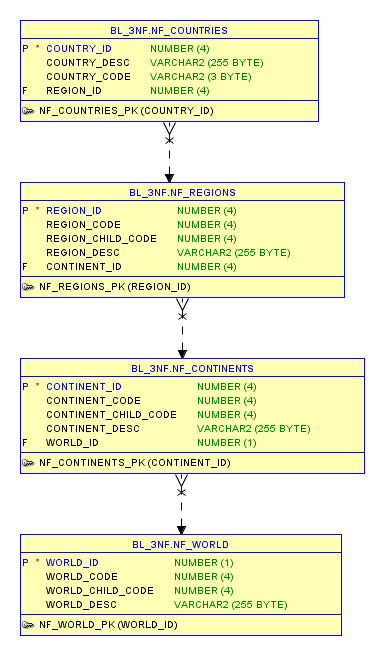 BL_3NF.NF_COUNTRIES
P * COUNTRY_ID NUMBER (4)
COUNTRY_DESC VARCHAR2 (255 BYTE)
COUNTRY_CODE VARCHAR2 (3 BYTE)
F REGION_ID NUMBER (4)
NF_COUNTRIES_PK (COUNTRY_ID)
BL_3NF.NF_REGIONS
P * REGION_ID NUMBER (4)
REGION_CODE NUMBER (4)
REGION_CHILD_CODE NUMBER (4)
REGION_DESC VARCHAR2 (255 BYTE)
F CONTINENT_ID NUMBER (4)
NF_REGIONS_PK (REGION_ID)
BL_3NF.NF_CONTINENTS
P * CONTINENT_ID NUMBER (4)
CONTINENT_CODE NUMBER (4)
CONTINENT_CHILD_CODE NUMBER (4)
CONTINENT_DESC VARCHAR2 (255 BYTE)
F WORLD_ID NUMBER (1)
NF_CONTINENTS_PK (CONTINENT_ID)
BL_3NF.NF_WORLD
P * WORLD_ID NUMBER (1)
WORLD_CODE NUMBER (4)
WORLD_CHILD_CODE NUMBER (4)
WORLD_DESC VARCHAR2 (255 BYTE)
NF_WORLD_PK (WORLD_ID)